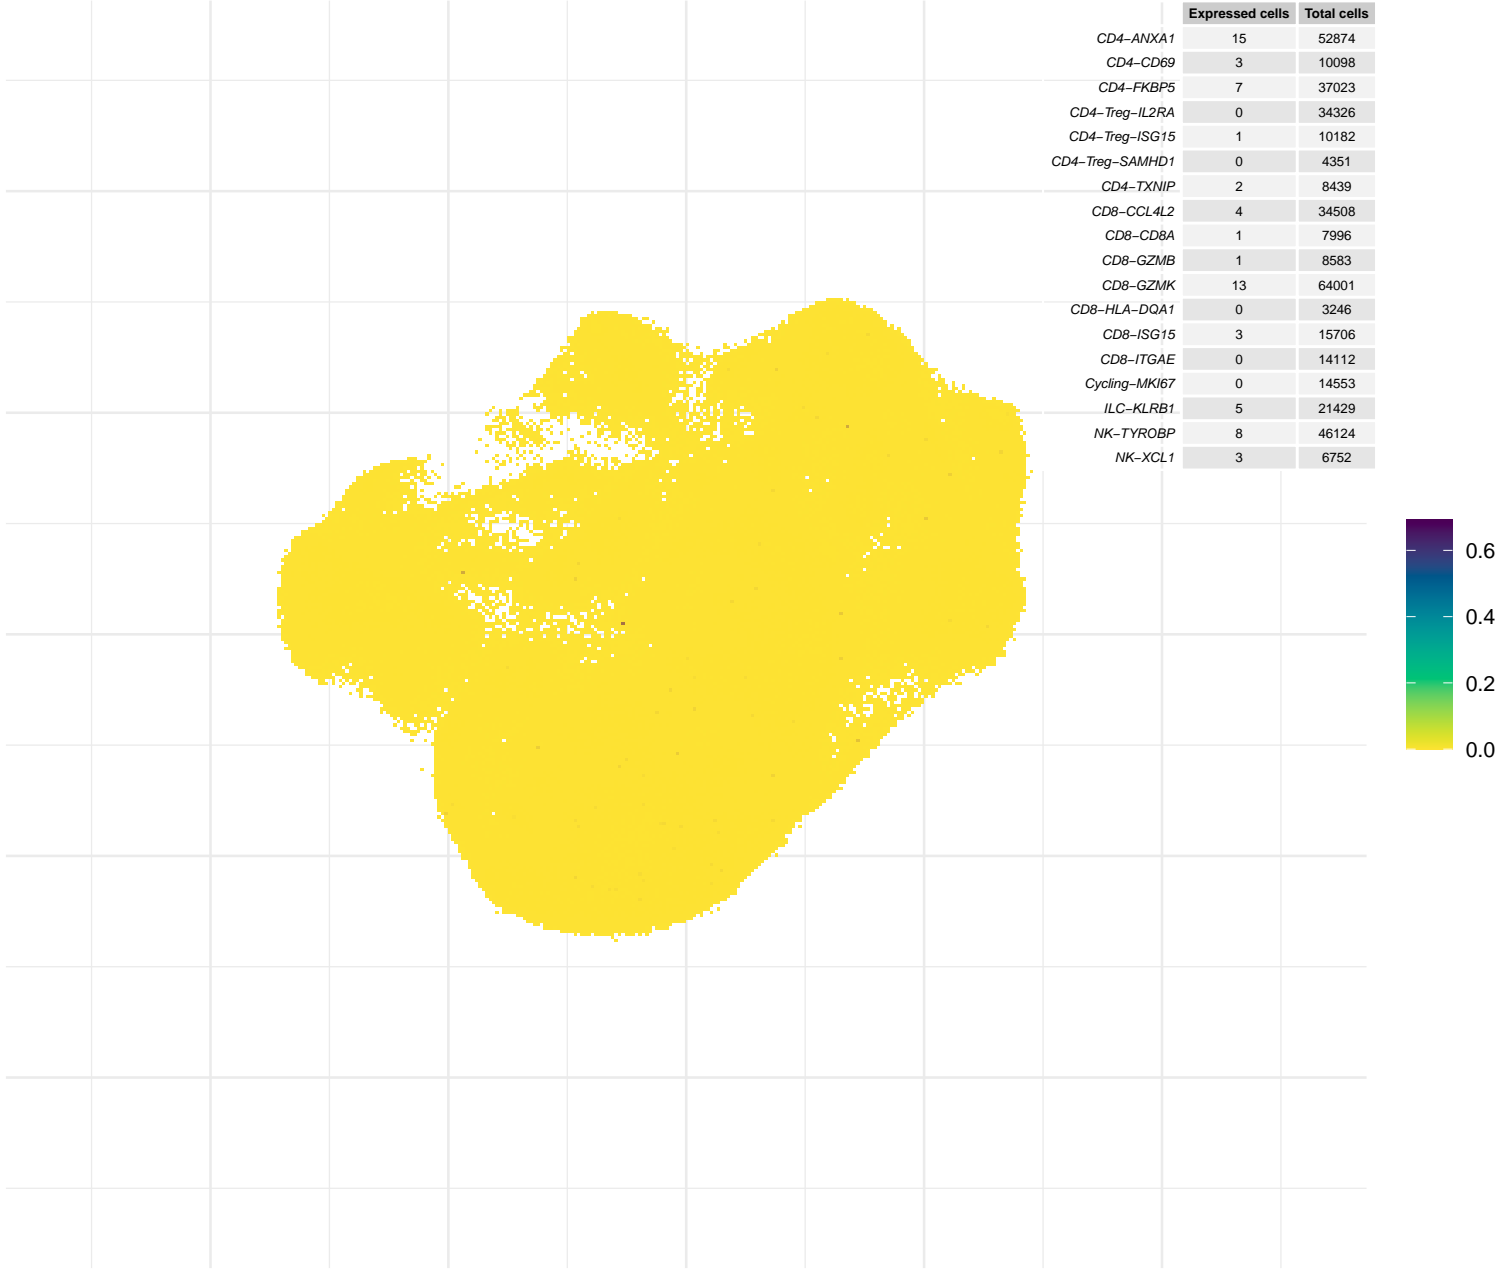 Expressed cells Total cells
CD4−ANXA1 15 52874
CD4−CD69 3 10098
CD4−FKBP5 7 37023
CD4−Treg−IL2RA 0 34326
CD4−Treg−ISG15 1 10182
CD4−Treg−SAMHD1 0 4351
CD4−TXNIP 2 8439
CD8−CCL4L2 4 34508
CD8−CD8A 1 7996
CD8−GZMB 1 8583
CD8−GZMK 13 64001
CD8−HLA−DQA1 0 3246
CD8−ISG15 3 15706
CD8−ITGAE 0 14112
Cycling−MKI67 0 14553
ILC−KLRB1 5 21429
NK−TYROBP 8 46124
NK−XCL1 3 6752
0.6
0.4
0.2
0.0